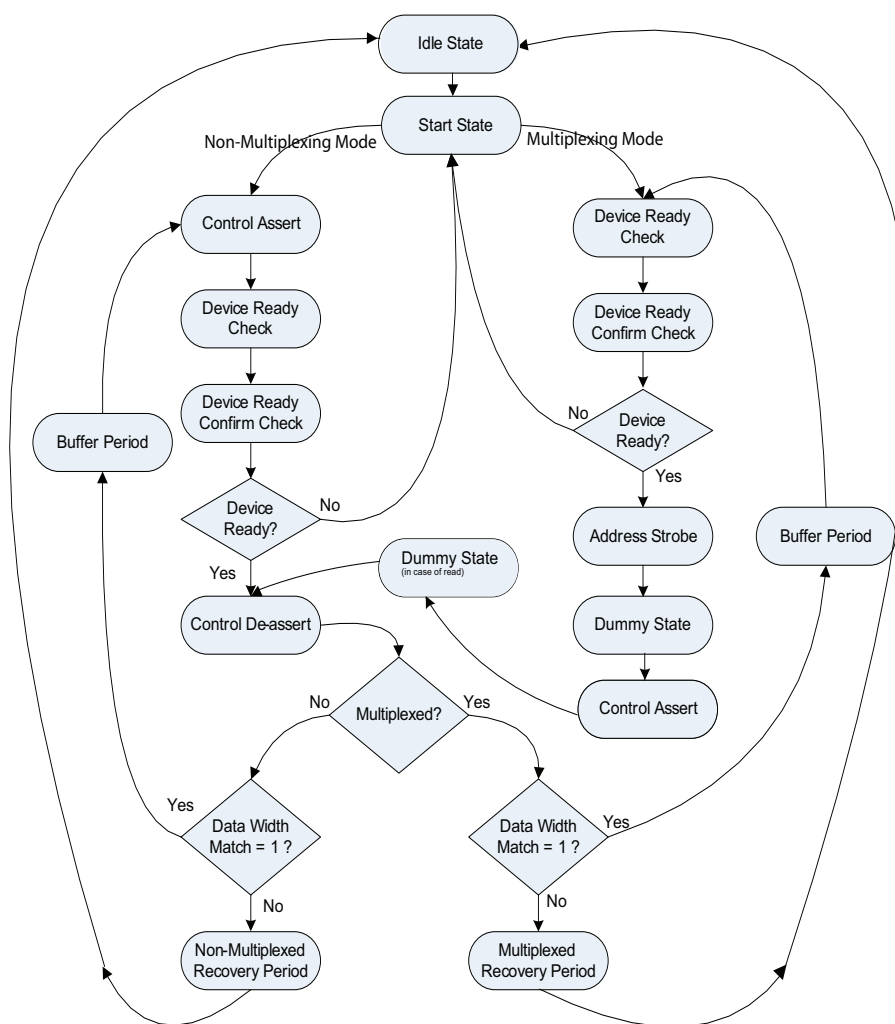 Idle State
Start State
Non-Multiplexing Mode
Multiplexing Mode
Control Assert
Device Ready
Check
Device Ready
Check
Device Ready
Confirm Check
Device Ready
Confirm Check
Buffer Period
No
Device
Ready?
Device
Ready?
No
Yes
Address Strobe
Buffer Period
Yes
Dummy State
(in case of read)
Control De-assert
Dummy State
No
Multiplexed?
Yes
Control Assert
Yes
Data Width
Match = 1 ?
Data Width
Match = 1 ?
Yes
No
No
Non-Multiplexed
Recovery Period
Multiplexed
Recovery Period